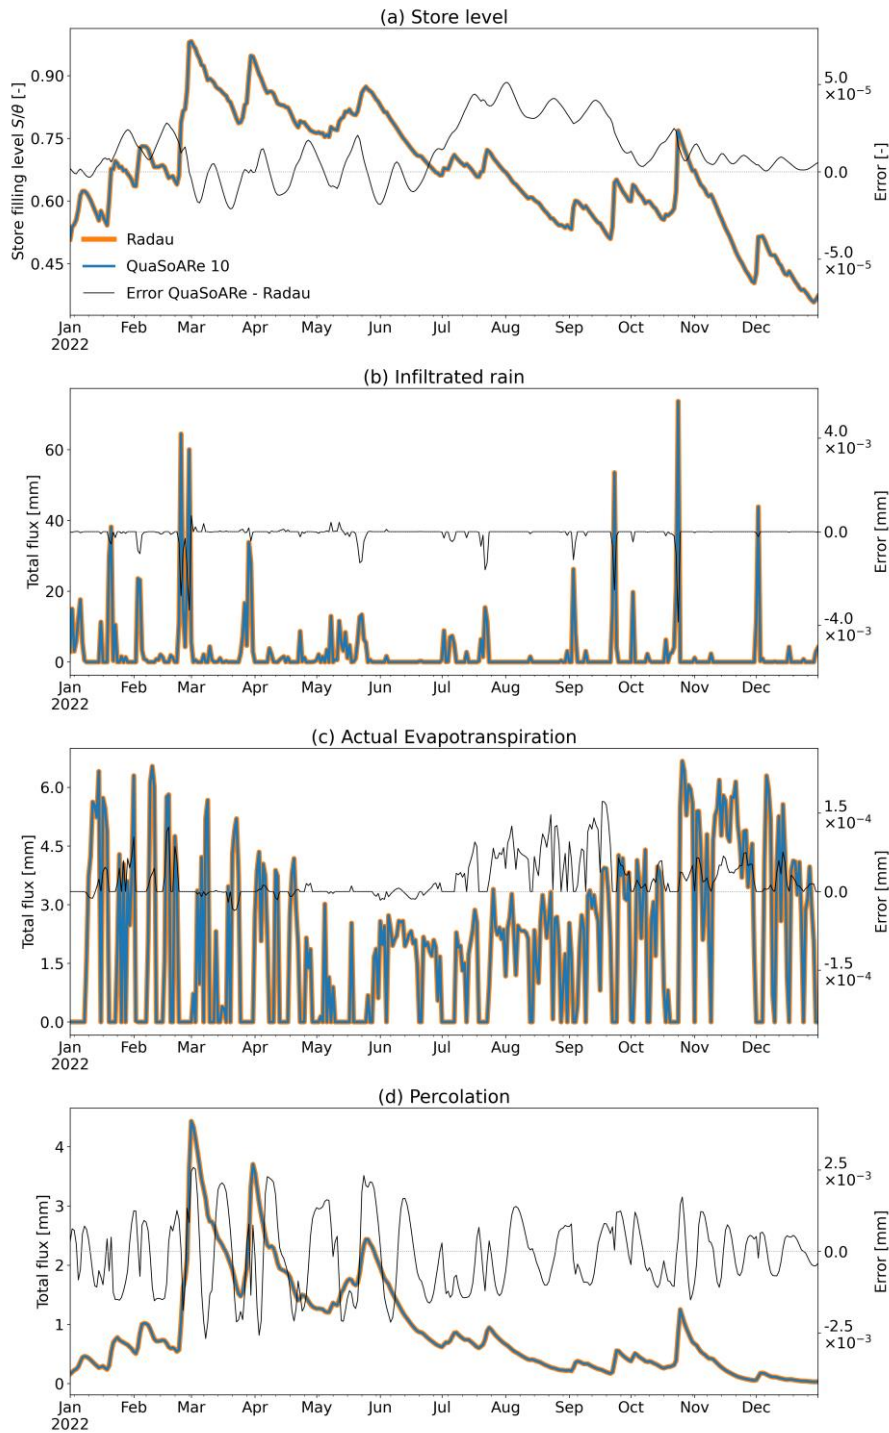 (a) Store level
Store filling level S/θ [-]
0.90
0.75
0.60
0.45
5.0
×10⁻⁵
0.0
-5.0
×10⁻⁵
Error [-]
Radau
QuaSoARe 10
Error QuaSoARe - Radau
Jan Feb Mar Apr May Jun Jul Aug Sep Oct Nov Dec
2022
(b) Infiltrated rain
Total flux [mm]
60
40
20
0
4.0
×10⁻³
0.0
-4.0
×10⁻³
Error [mm]
Jan Feb Mar Apr May Jun Jul Aug Sep Oct Nov Dec
2022
(c) Actual Evapotranspiration
Total flux [mm]
6.0
4.5
3.0
1.5
0.0
1.5
×10⁻⁴
0.0
-1.5
×10⁻⁴
Error [mm]
Jan Feb Mar Apr May Jun Jul Aug Sep Oct Nov Dec
2022
(d) Percolation
Total flux [mm]
4
3
2
1
0
2.5
×10⁻³
0.0
-2.5
×10⁻³
Error [mm]
Jan Feb Mar Apr May Jun Jul Aug Sep Oct Nov Dec
2022